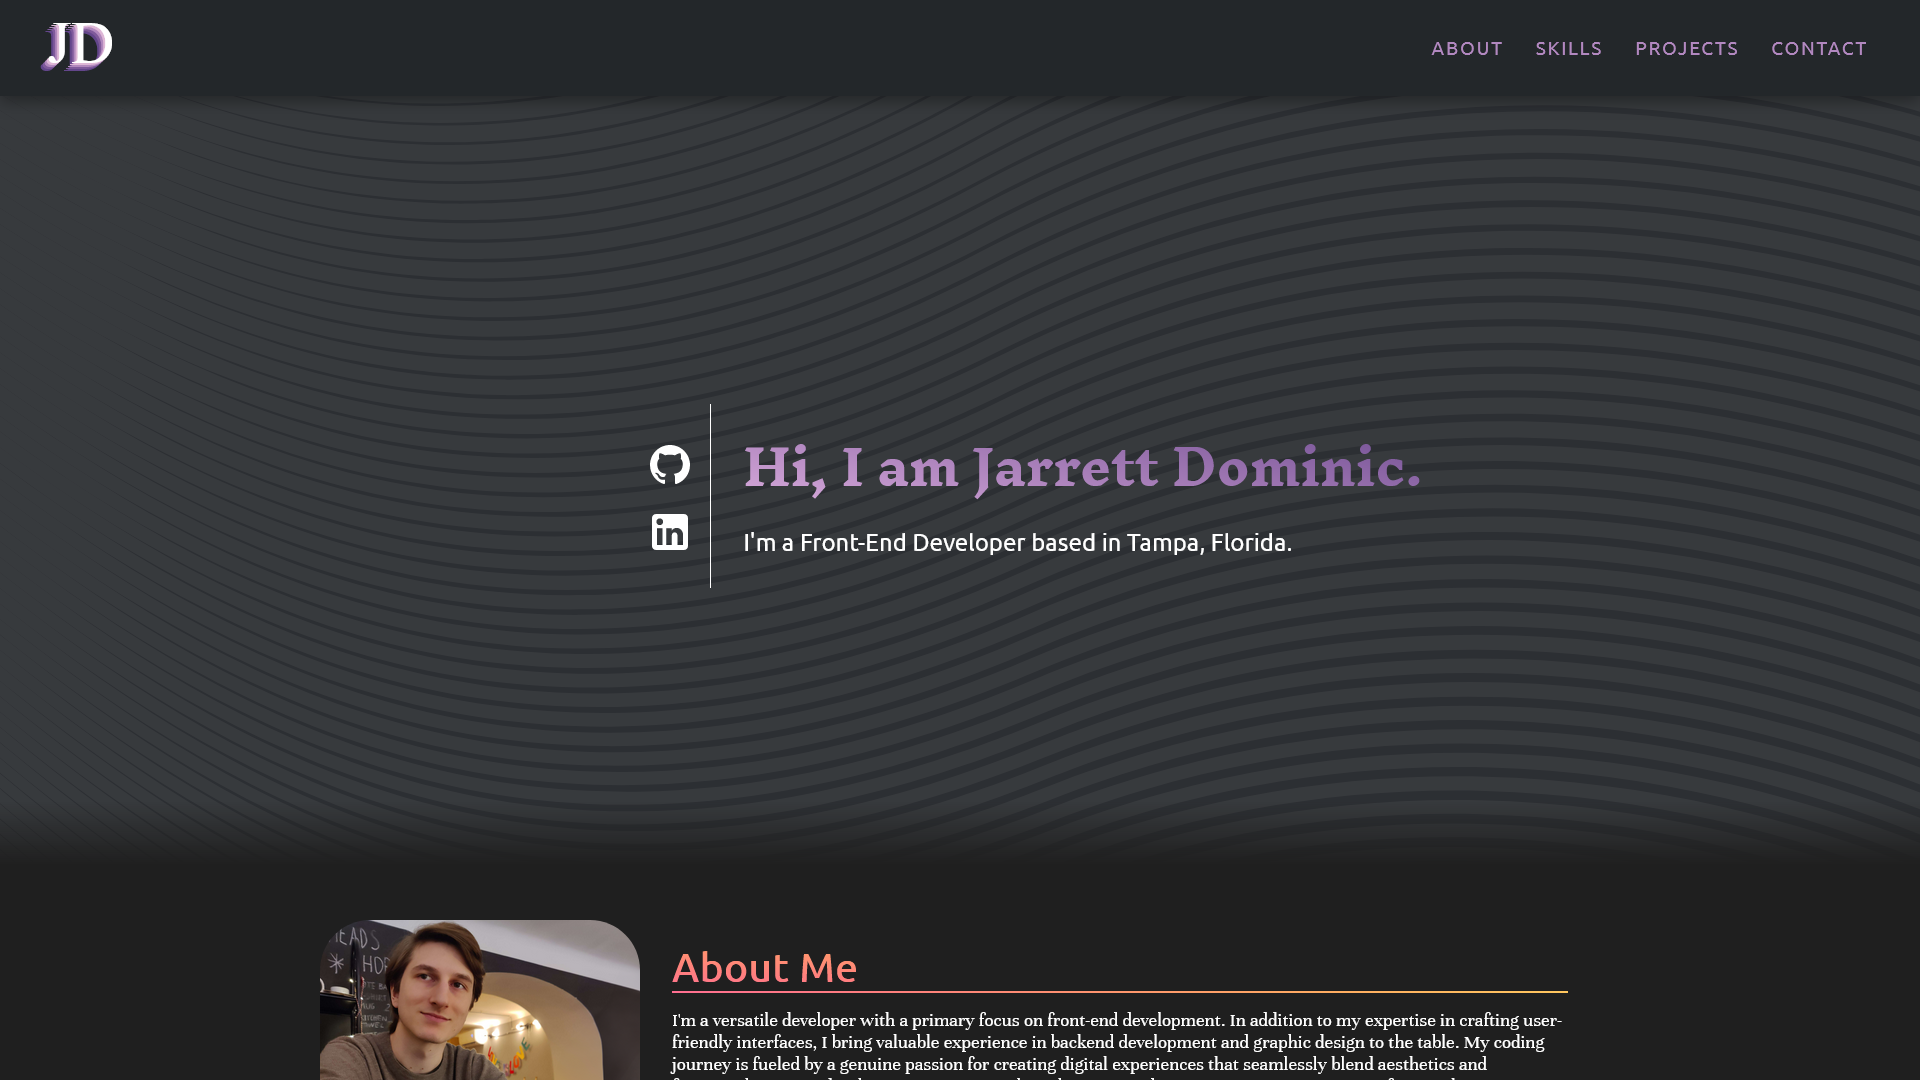 JD
ABOUT SKILLS PROJECTS CONTACT
Hi, I am Jarrett Dominic.
I'm a Front-End Developer based in Tampa, Florida.
HOP
About Me
I'm a versatile developer with a primary focus on front-end development. In addition to my expertise in crafting user-
friendly interfaces, I bring valuable experience in backend development and graphic design to the table. My coding
journey is fueled by a genuine passion for creating digital experiences that seamlessly blend aesthetics and